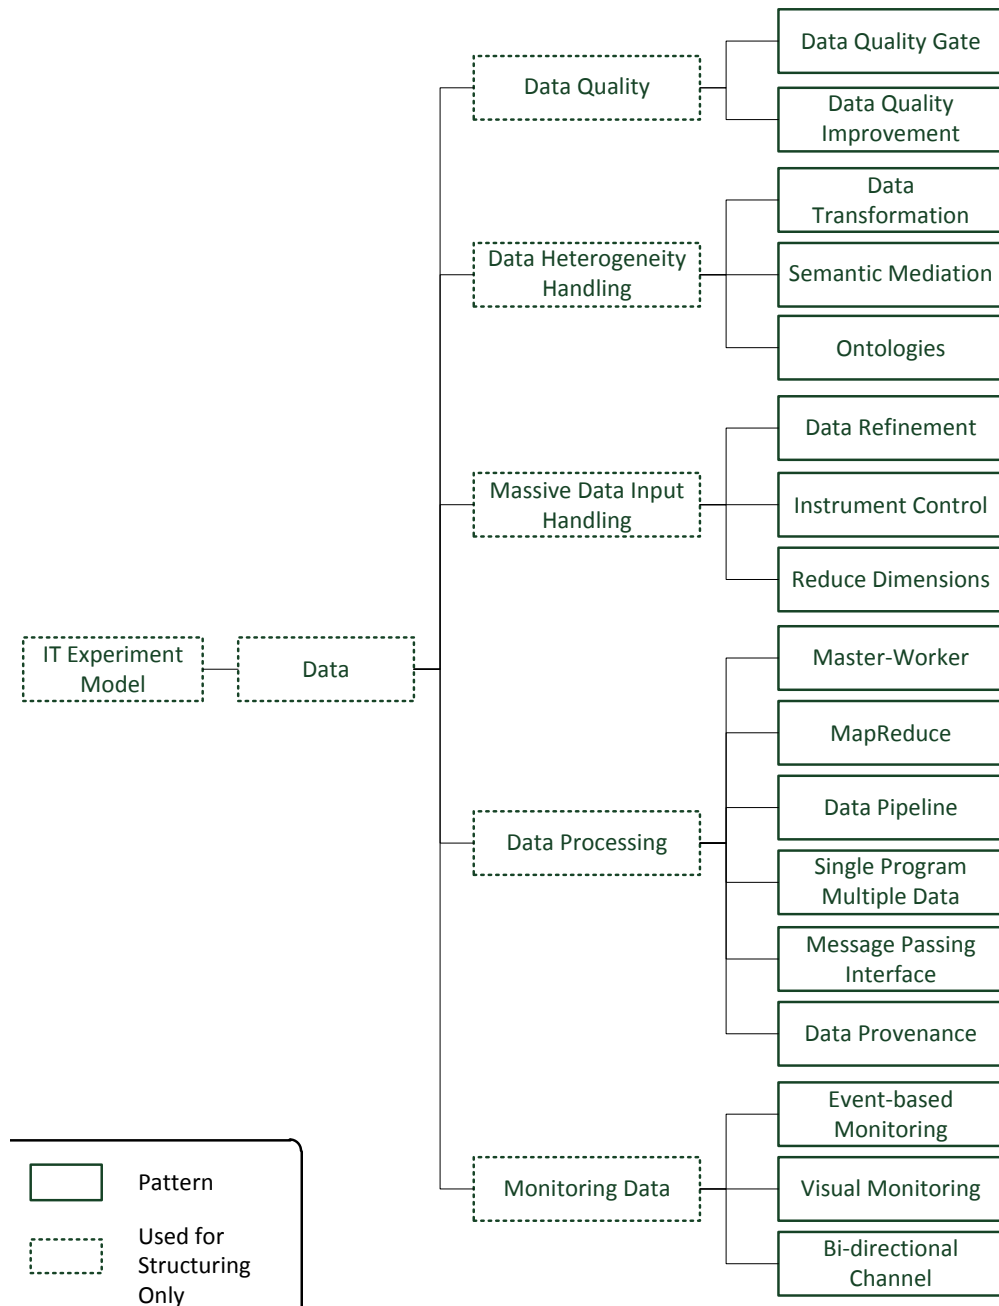 Data Quality Gate
Data Quality
Data Quality
Improvement
Data
Transformation
Data Heterogeneity
Handling
Semantic Mediation
Ontologies
Data Refinement
Massive Data Input
Handling
Instrument Control
Reduce Dimensions
IT Experiment
Model
Data
Master-Worker
MapReduce
Data Pipeline
Data Processing
Single Program
Multiple Data
Message Passing
Interface
Data Provenance
Event-based
Monitoring
Monitoring Data
Visual Monitoring
Bi-directional
Channel
Pattern
Used for
Structuring
Only